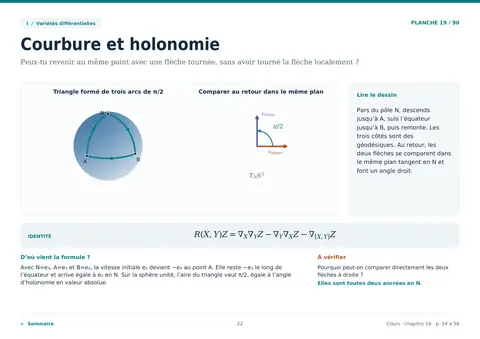 I / Variétés différentielles
PLANCHE 19 / 90
Courbure et holonomie
Peux-tu revenir au même point avec une flèche tournée, sans avoir tourné la flèche localement ?
Triangle formé de trois arcs de π/2
Comparer au retour dans le même plan
Lire le dessin
Pars du pôle N, descends
jusqu’à A, suis l’équateur
jusqu’à B, puis remonte. Les
trois côtés sont des
géodésiques. Au retour, les
deux flèches se comparent dans
le même plan tangent en N et
font un angle droit.
N
A
B
π/2
T_N S²
IDENTITÉ
R(X, Y)Z = ∇_X∇_Y Z − ∇_Y∇_X Z − ∇_[X,Y] Z
D’où vient la formule ?
Avec N=e₃, A=e₁ et B=e₂, la vitesse initiale e₁ devient −e₃ au point A. Elle reste −e₃ le long de
l’équateur et arrive égale à e₂ en N. Sur la sphère unité, l’aire du triangle vaut π/2, égale à l’angle
d’holonomie en valeur absolue.
À vérifier
Pourquoi peut-on comparer directement les deux
flèches à droite ?
Elles sont toutes deux ancrées en N.
← Sommaire
22
Cours · chapitre 16 · p. 54 à 56